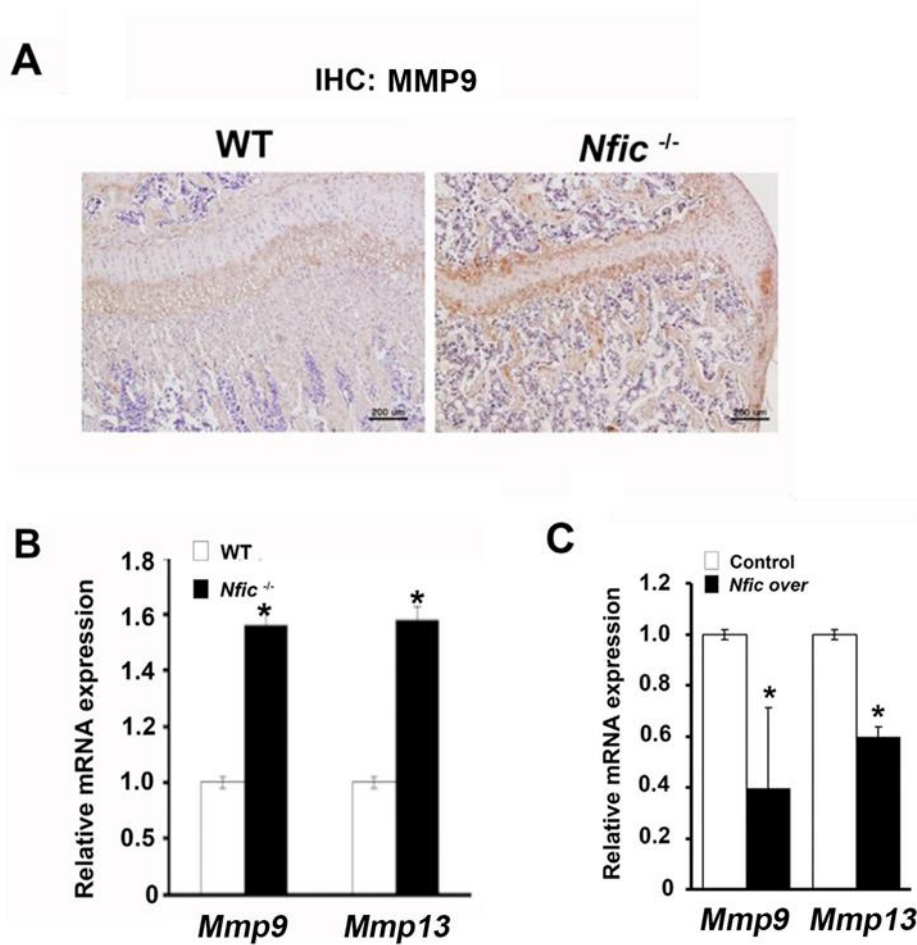 A
IHC: MMP9
WT
Nfic -/-
200 um
200 um
B
WT
Nfic -/-
Relative mRNA expression
1.8
1.6
1.4
1.2
1.0
0.5
0
*
*
Mmp9
Mmp13
C
Control
Nfic over
Relative mRNA expression
1.2
1.0
0.8
0.6
0.4
0.2
0
*
*
Mmp9
Mmp13